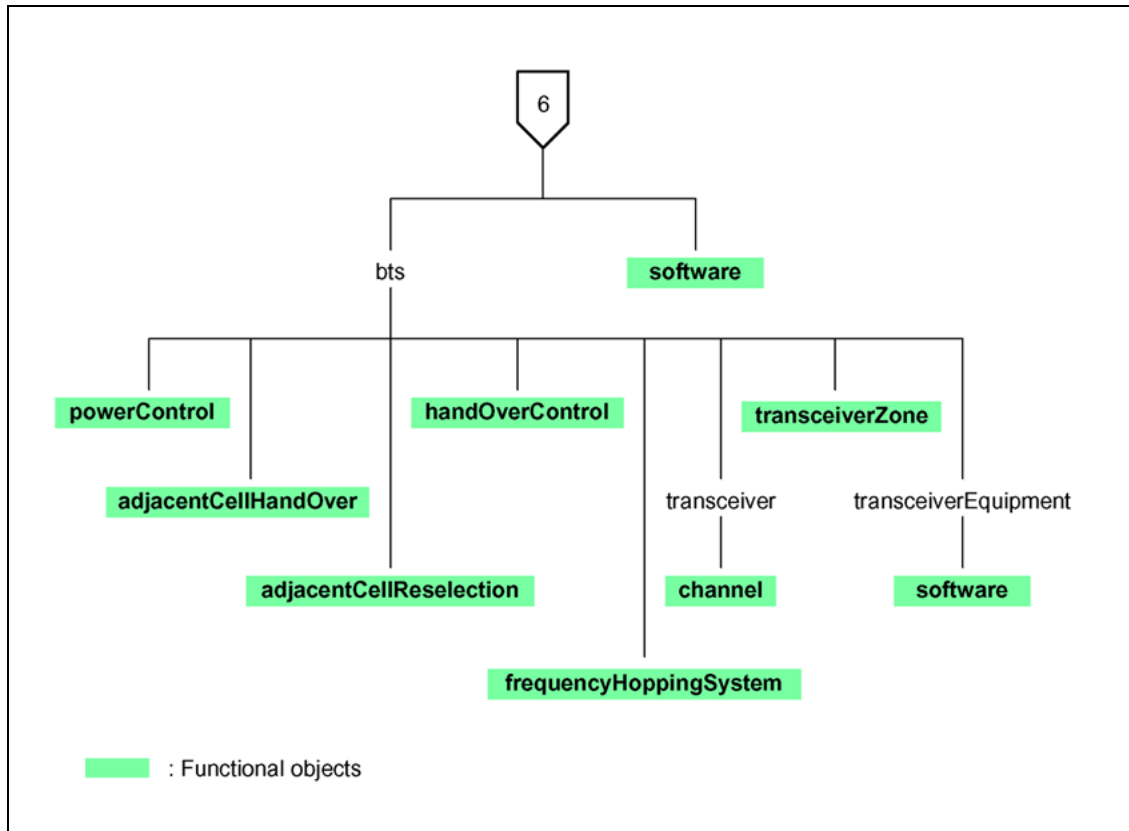 6
bts
software
powerControl
handOverControl
transceiverZone
adjacentCellHandOver
transceiver
transceiverEquipment
adjacentCellReselection
channel
software
frequencyHoppingSystem
: Functional objects